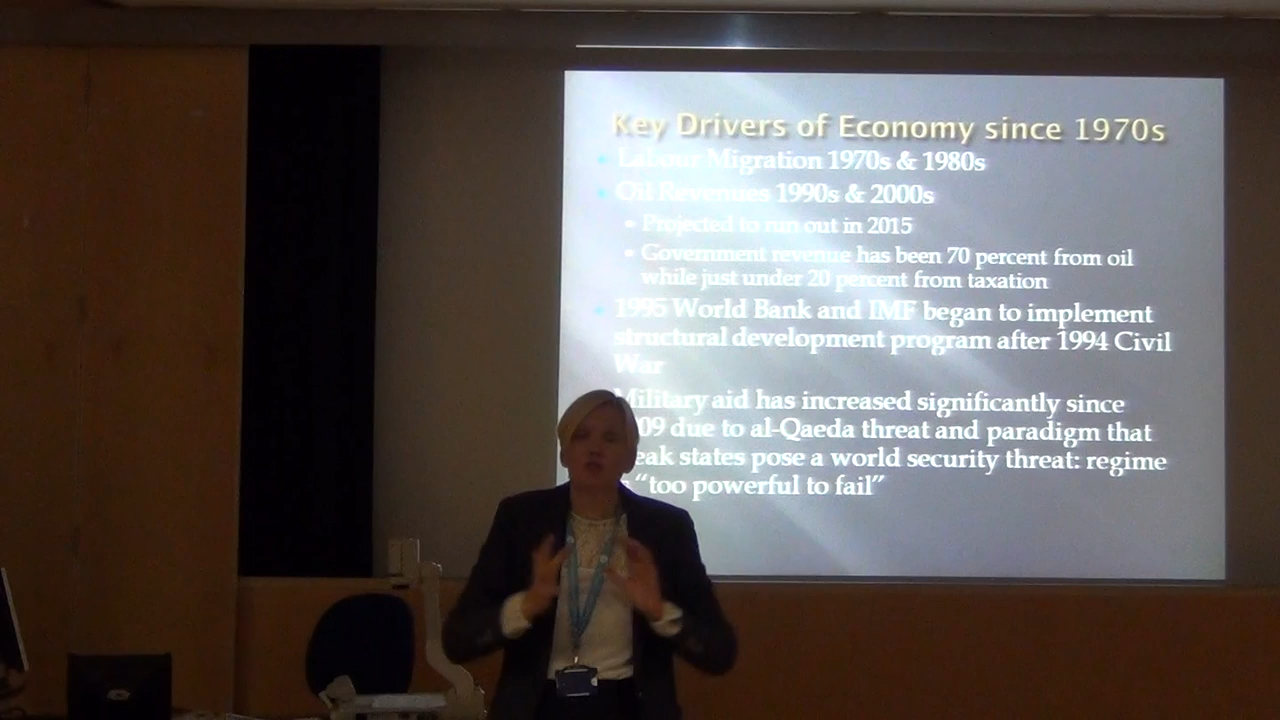 Key Drivers of Economy since 1970s
Labour Migration 1970s & 1980s
Oil Revenues 1990s & 2000s
Projected to run out in 2015
Government revenue has been 70 percent from oil
while just under 20 percent from taxation
1995 World Bank and IMF began to implement
structural development program after 1994 Civil
War
Military aid has increased significantly since
09 due to al-Qaeda threat and paradigm that
eak states pose a world security threat: regime
"too powerful to fail"